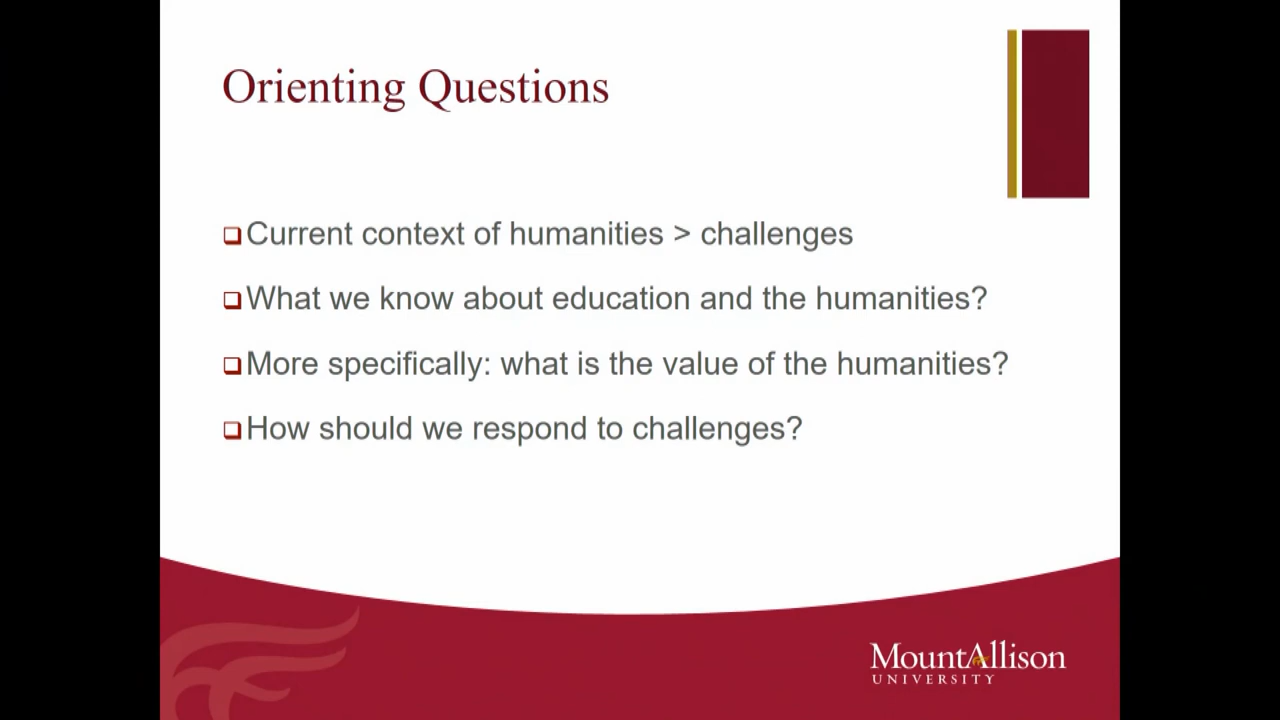 Orienting Questions
Current context of humanities > challenges
What we know about education and the humanities?
More specifically: what is the value of the humanities?
How should we respond to challenges?
MountAllison
UNIVERSITY